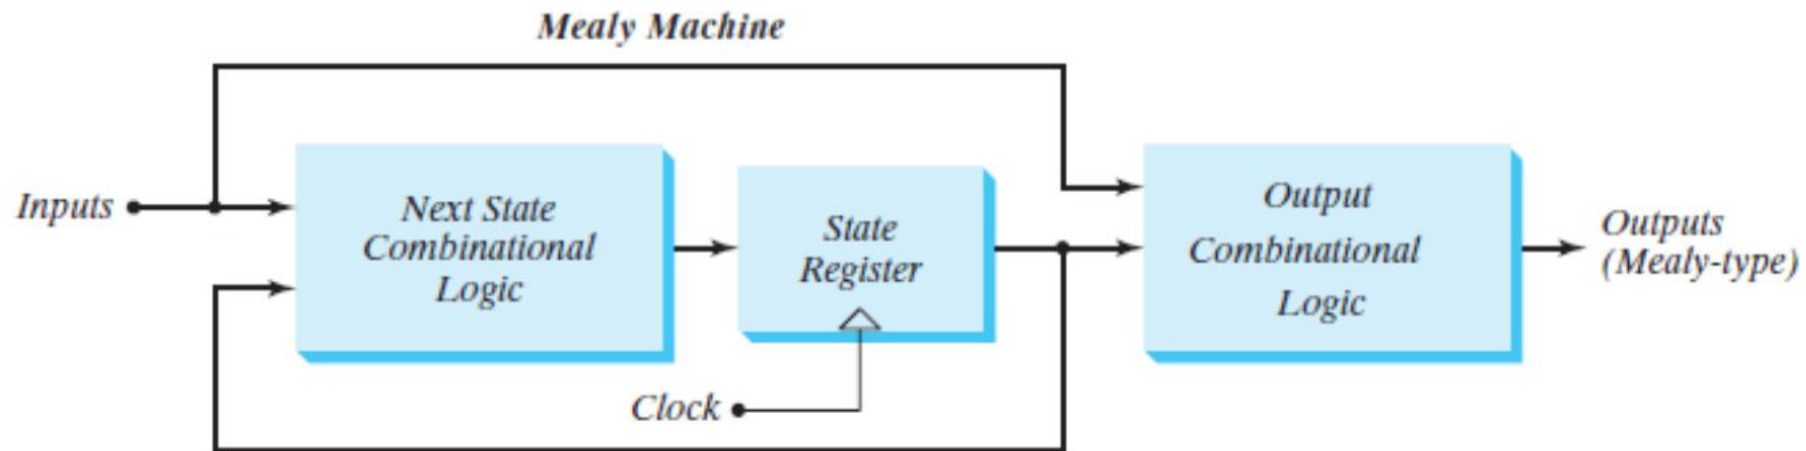 Mealy Machine
Inputs
Next State
Combinational
Logic
State
Register
Clock
Output
Combinational
Logic
Outputs
(Mealy-type)